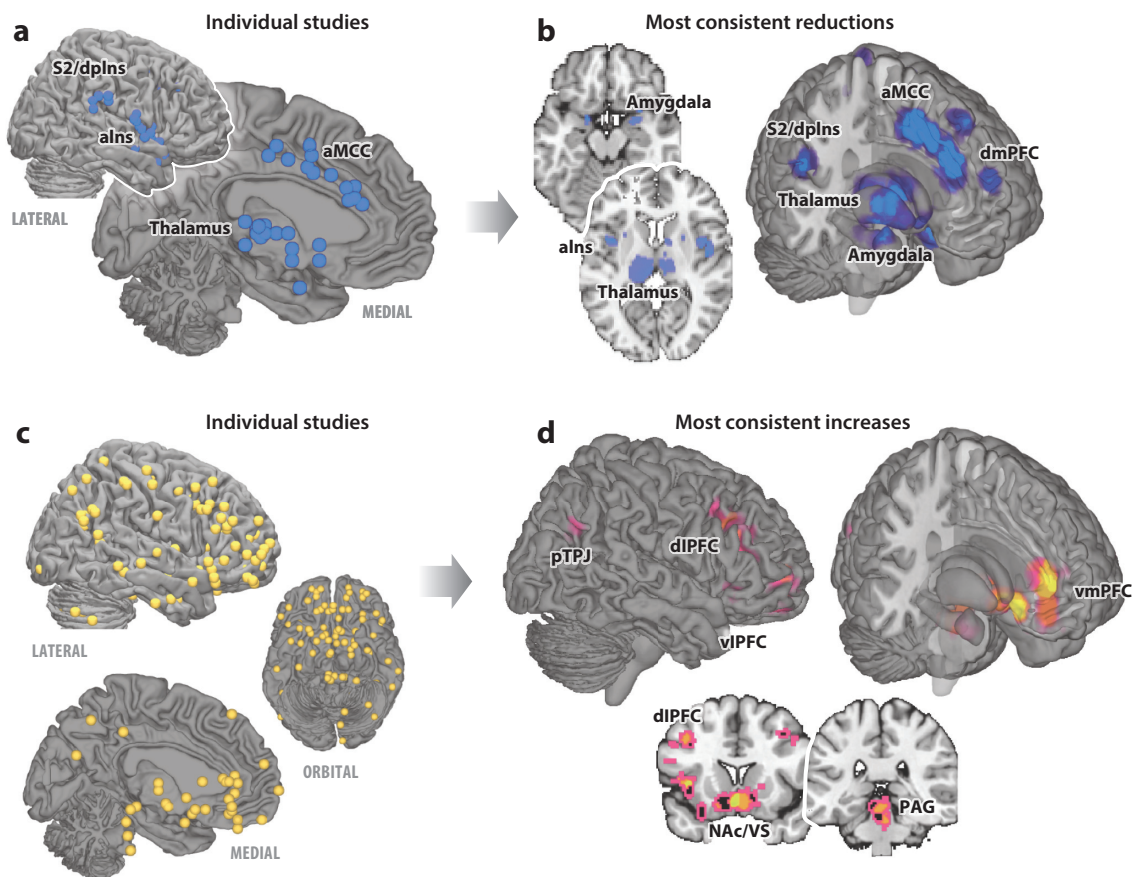 a
Individual studies
S2/dpIns
aIns
LATERAL
aMCC
Thalamus
MEDIAL
b
Most consistent reductions
Amygdala
aIns
Thalamus
aMCC
S2/dpIns
dmPFC
Thalamus
Amygdala
c
Individual studies
LATERAL
ORBITAL
MEDIAL
d
Most consistent increases
pTPJ
dlPFC
vlPFC
vmPFC
dlPFC
NAc/VS
PAG